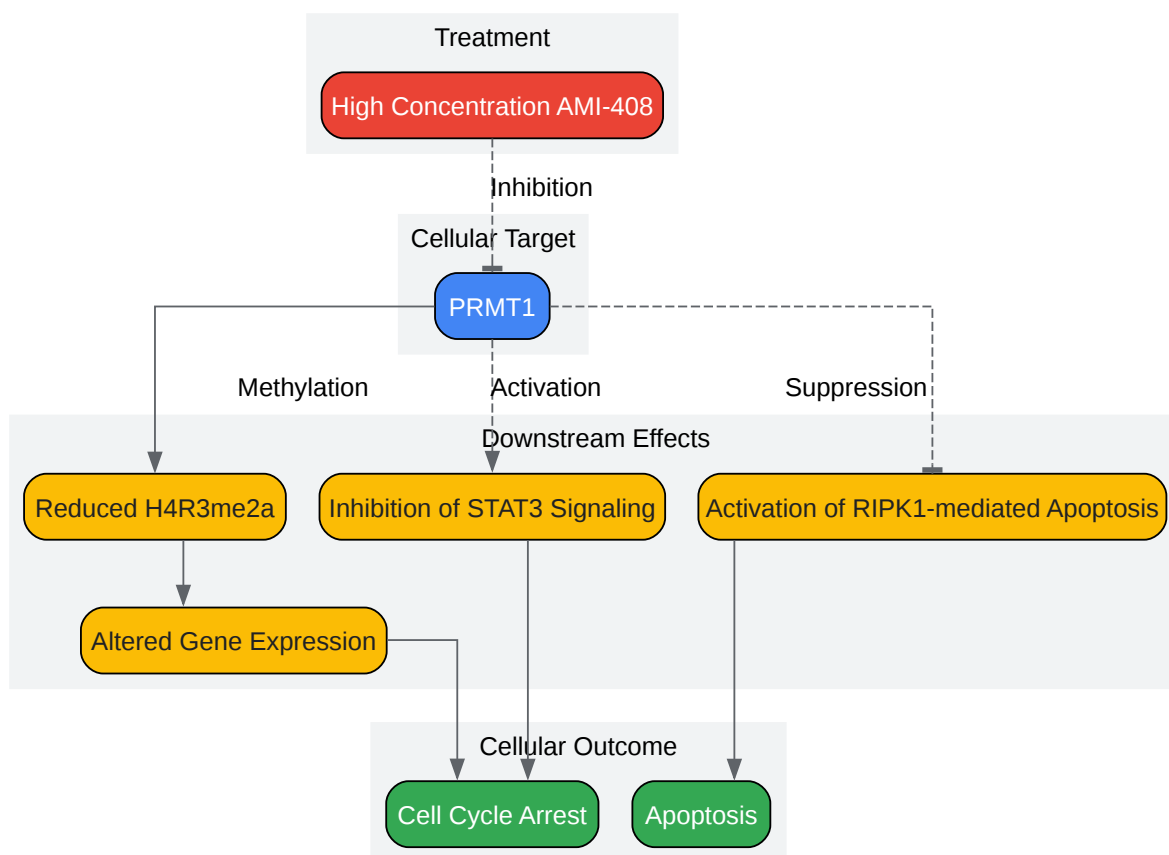 Treatment
High Concentration AMI-408
Inhibition
Cellular Target
PRMT1
Methylation
Activation
Suppression
Downstream Effects
Reduced H4R3me2a
Inhibition of STAT3 Signaling
Activation of RIPK1-mediated Apoptosis
Altered Gene Expression
Cellular Outcome
Cell Cycle Arrest
Apoptosis